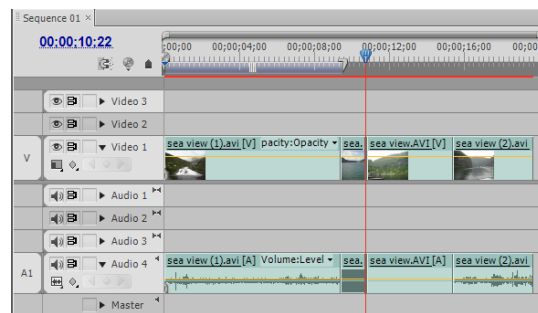 Sequence 01 ×
00;00;10;22
;00;00 00;00;04;00 00;00;08;00 00;00;12;00 00;00;16;00 00;00
Video 3
Video 2
V Video 1 sea view (1).avi [V] pacity:Opacity sea. sea view.AVI [V] sea view (2).avi
Audio 1
Audio 2
Audio 3
A1 Audio 4 sea view (1).avi [A] Volume:Level sea. sea view.AVI [A] sea view (2).avi
Master